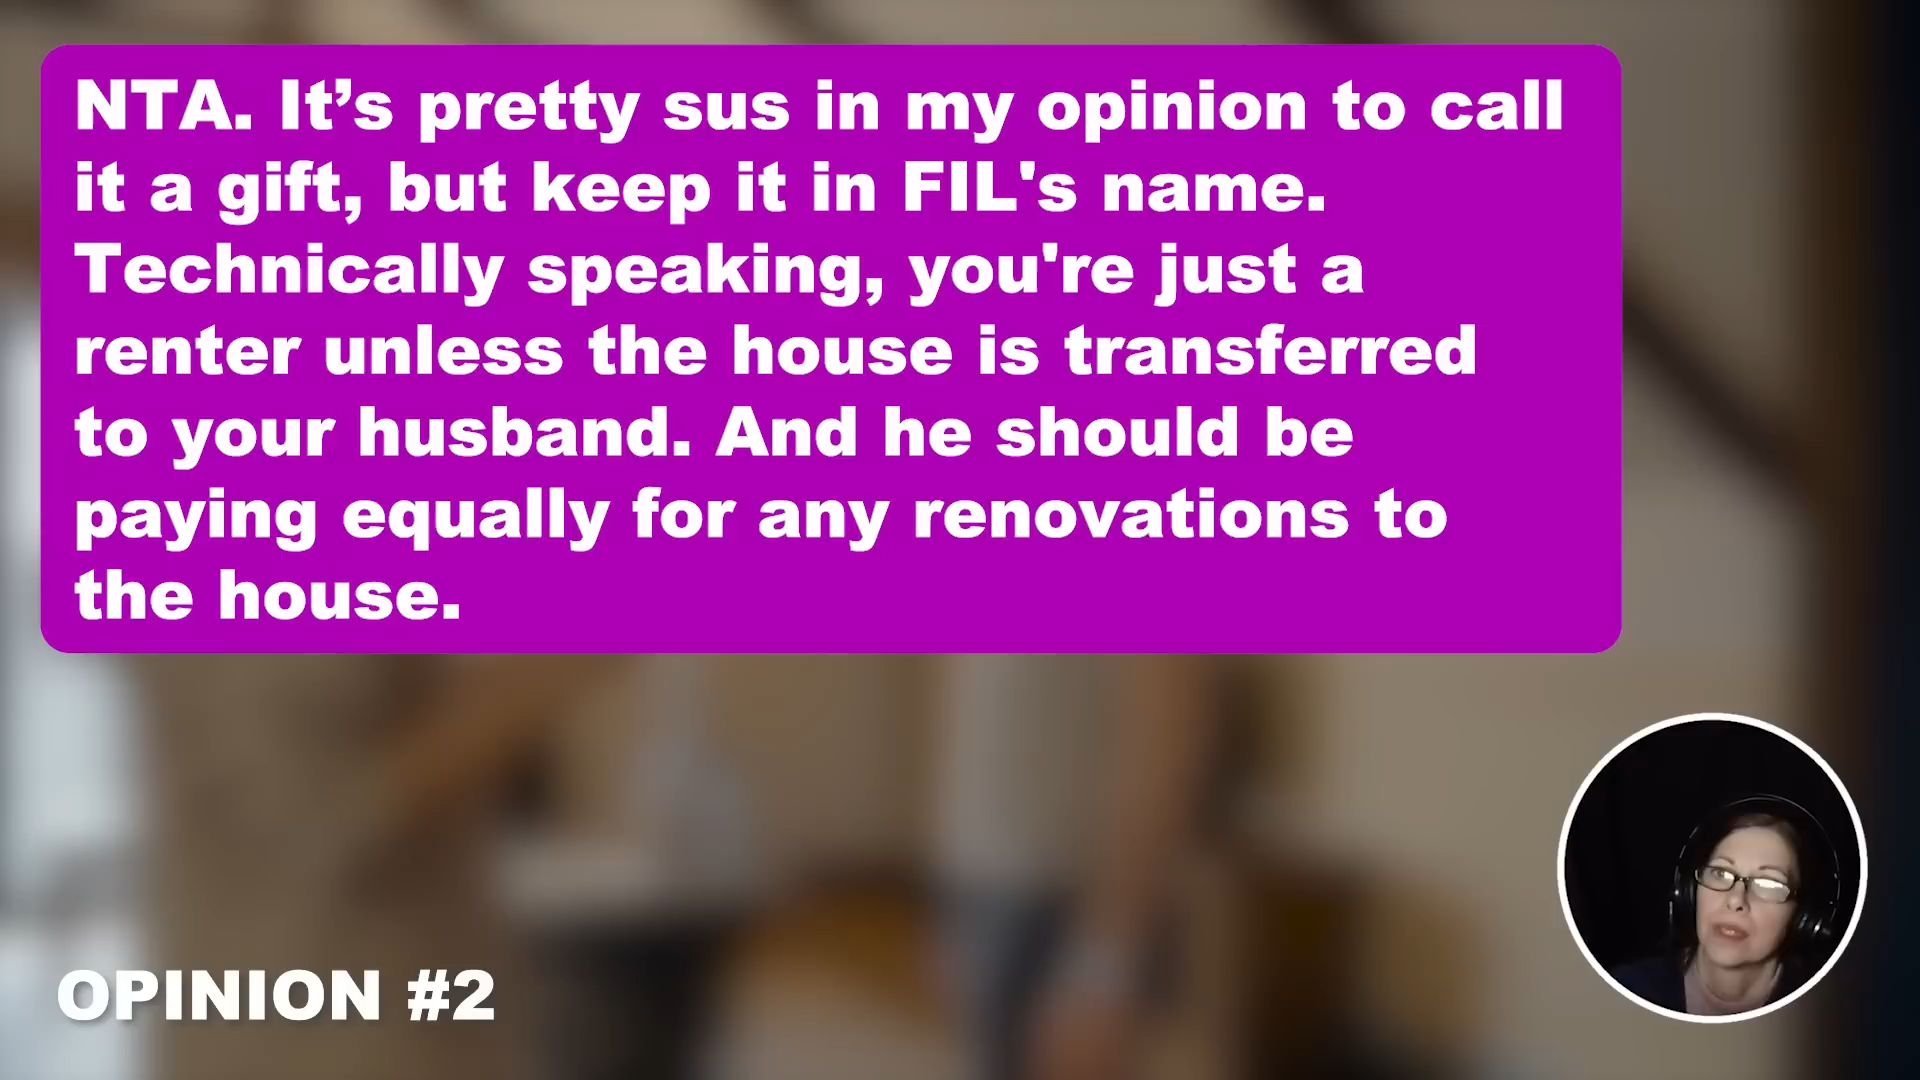 NTA. It’s pretty sus in my opinion to call
it a gift, but keep it in FIL's name.
Technically speaking, you're just a
renter unless the house is transferred
to your husband. And he should be
paying equally for any renovations to
the house.
OPINION #2